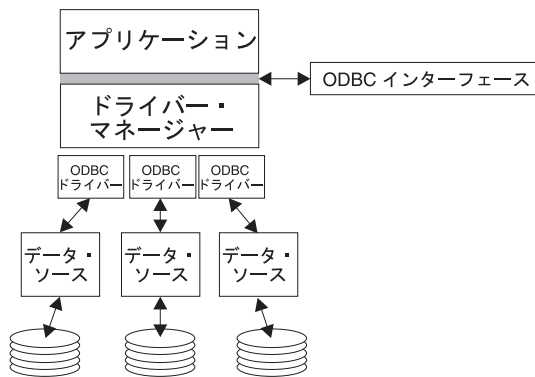 アプリケーション
ODBC インターフェース
ドライバー・
マネージャー
ODBC
ドライバー
ODBC
ドライバー
ODBC
ドライバー
データ・
ソース
データ・
ソース
データ・
ソース